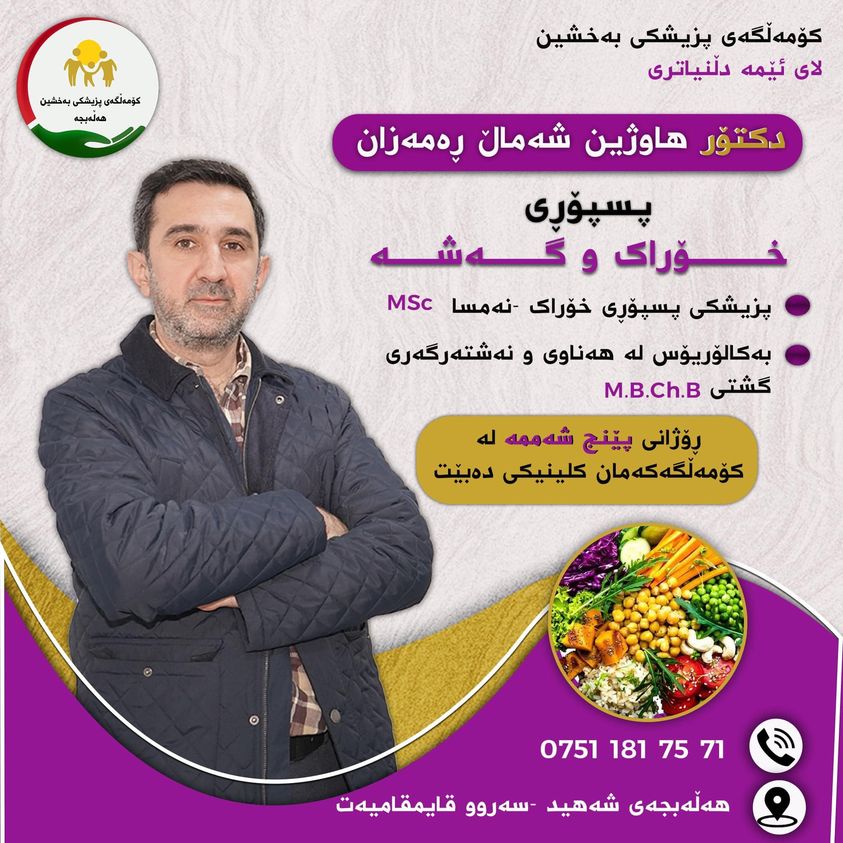 کۆمەڵگەی پزیشکی بەخشین
لای ئێمە دڵنیاتری
کۆمەڵگەی پزیشکی بەخشین
هەڵەبجە
دکتۆر هاوژین شەماڵ ڕەمەزان
پسپۆڕی
خـــۆراک و گـــەشـــە
پزیشکی پسپۆڕی خۆراک -نەمسا MSc
بەکالۆریۆس لە هەناوی و نەشتەرگەری
گشتی M.B.Ch.B
ڕۆژانی پێنج شەممە لە
کۆمەڵگەکەمان کلینیکی دەبێت
0751 181 75 71
هەڵەبجەی شەهید -سەروو قایمقامیەت